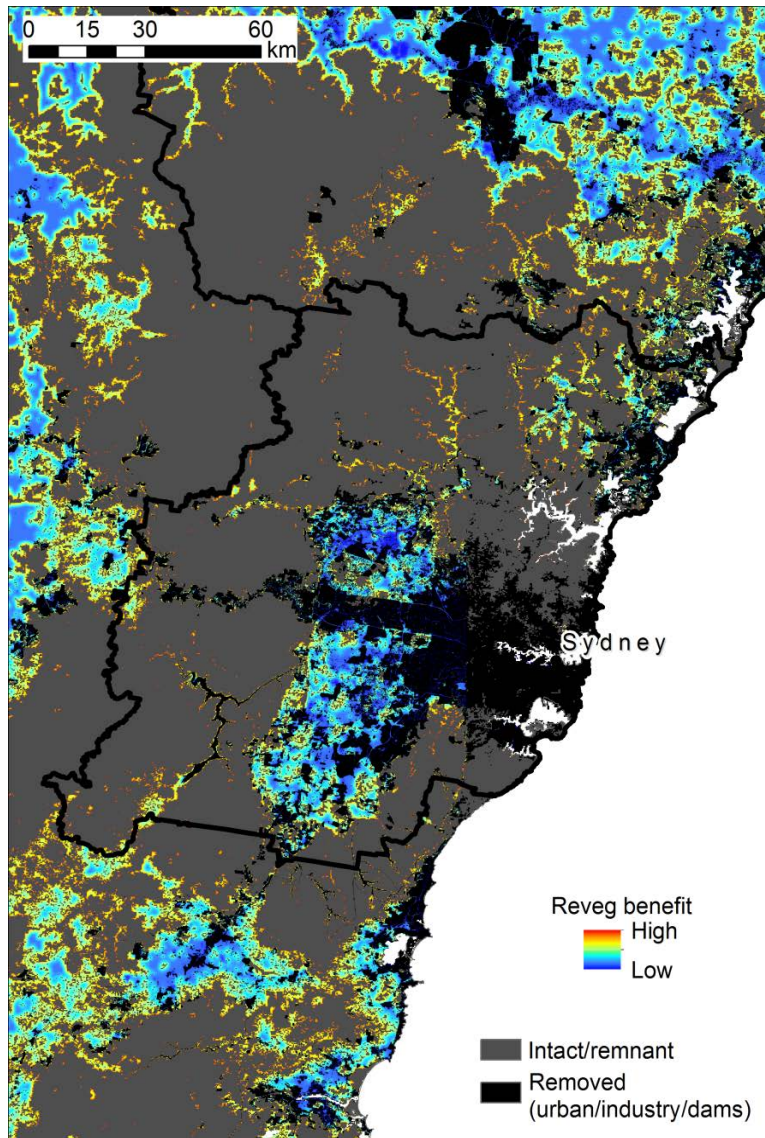 0 15 30 60
km
Sydney
Reveg benefit
High
Low
Intact/remnant
Removed
(urban/industry/dams)